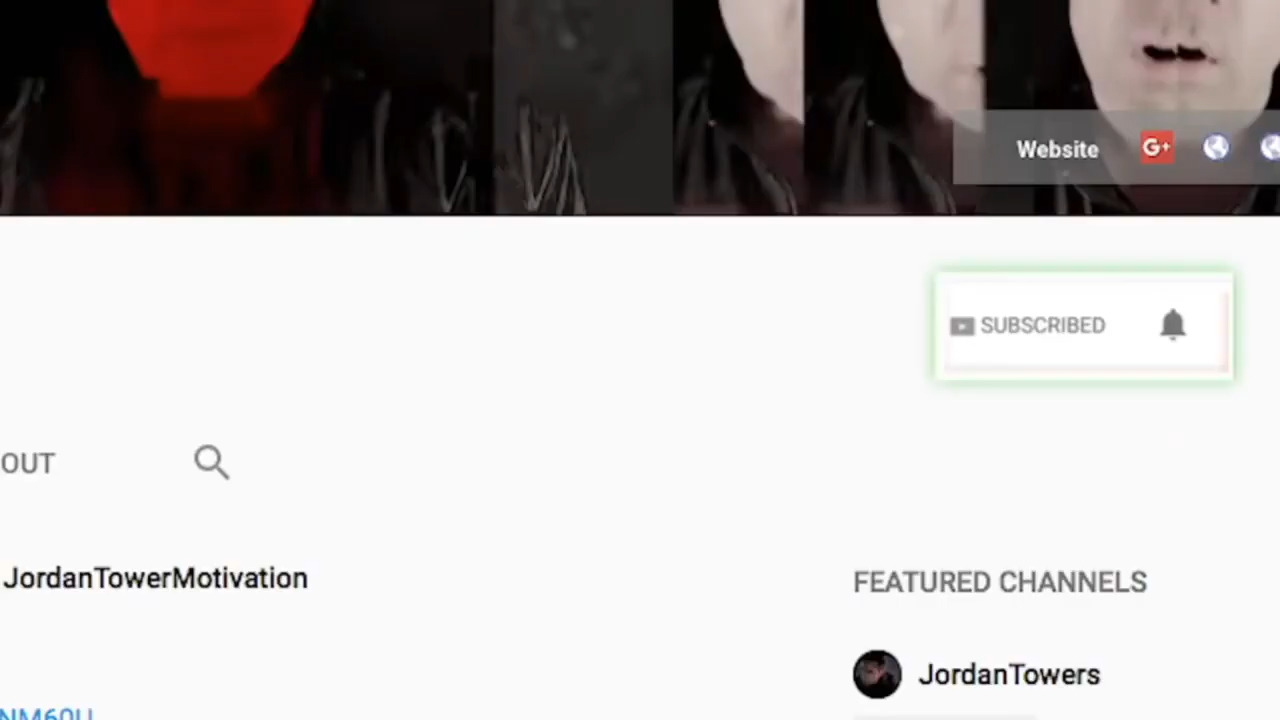 Website G+
SUBSCRIBED
OUT
JordanTowerMotivation
FEATURED CHANNELS
JordanTowers